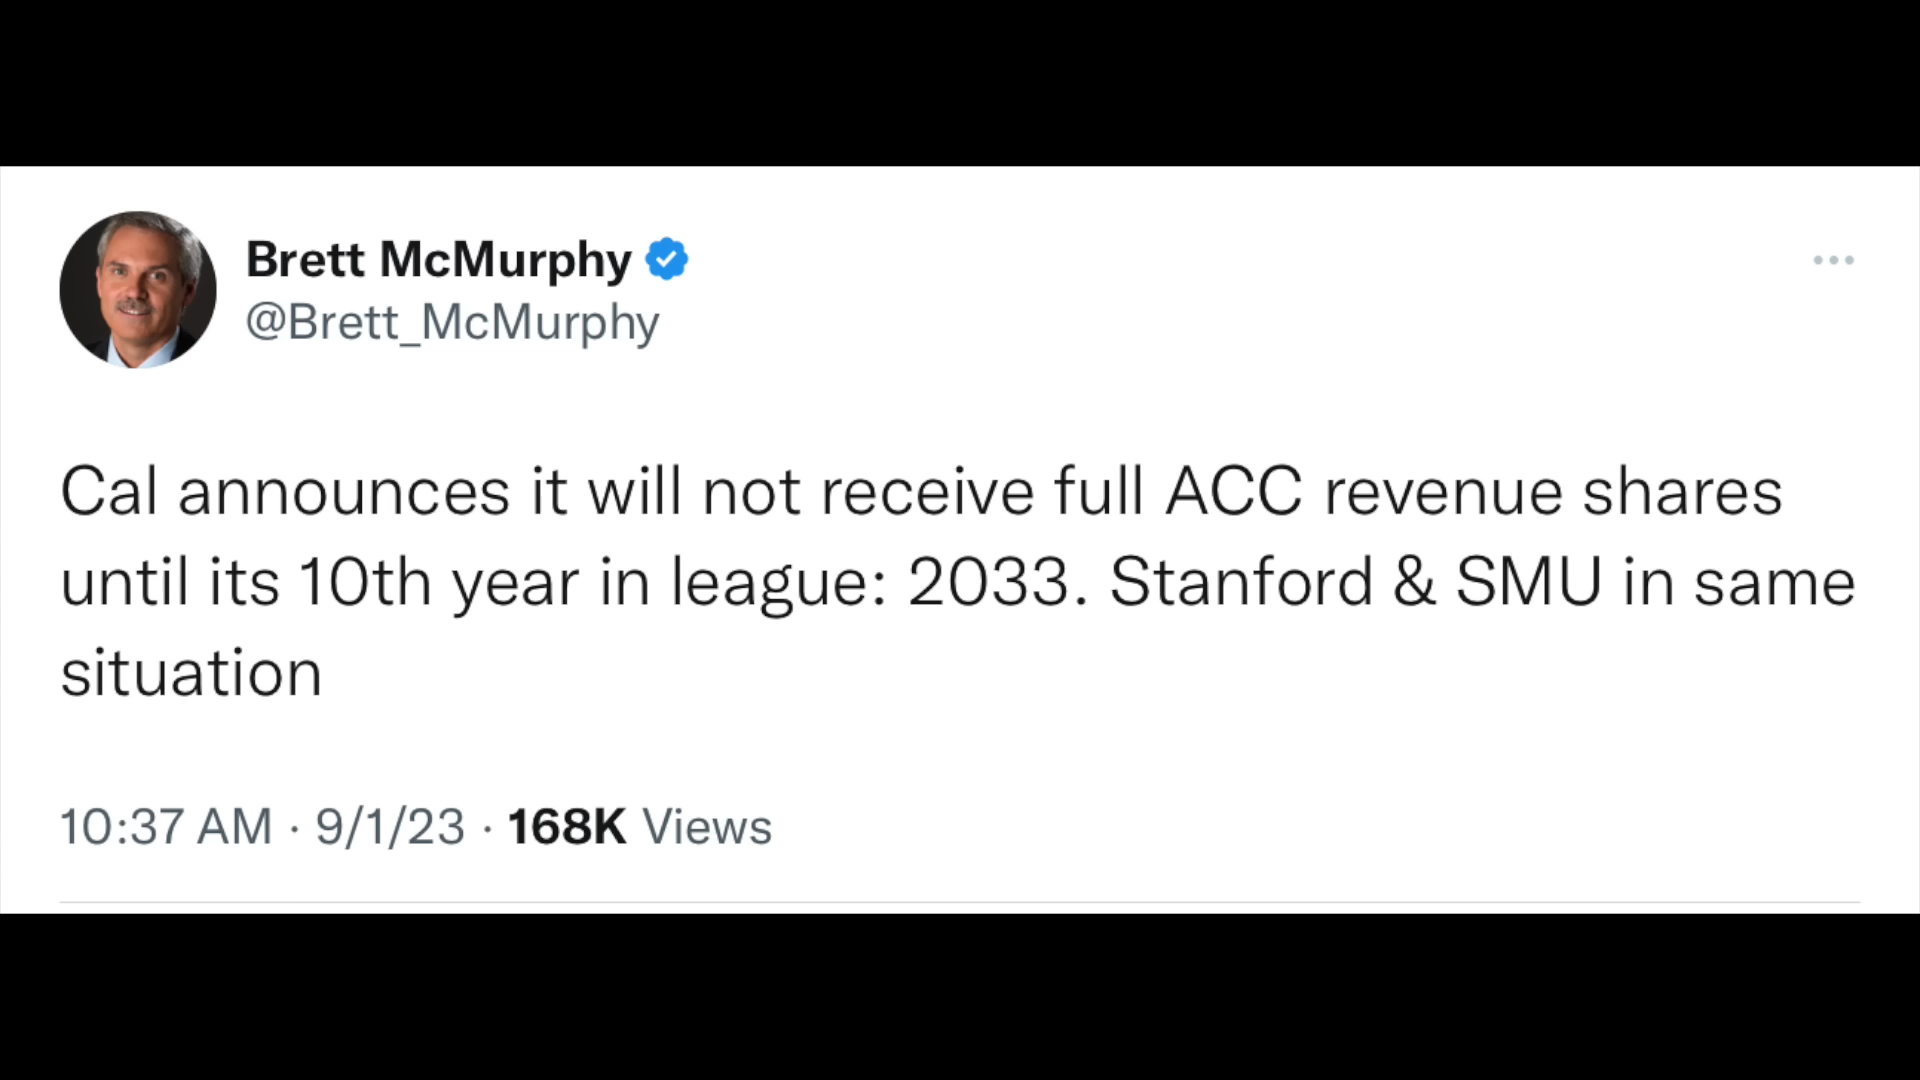 Brett McMurphy
@Brett_McMurphy
Cal announces it will not receive full ACC revenue shares
until its 10th year in league: 2033. Stanford & SMU in same
situation
10:37 AM · 9/1/23 · 168K Views